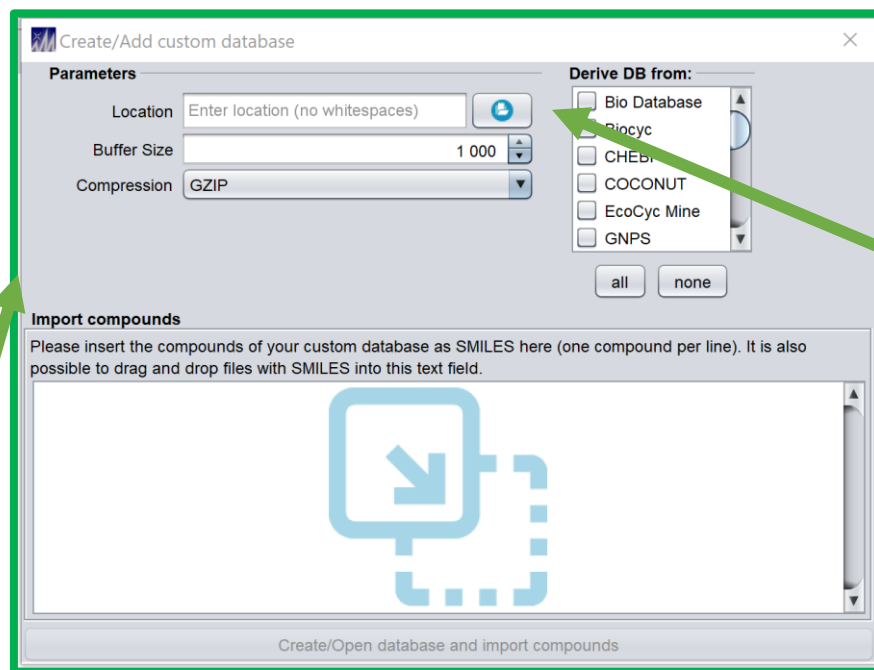 Create/Add custom database
Parameters
Location Enter location (no whitespaces)
Buffer Size 1 000
Compression GZIP
Derive DB from:
Bio Database
Biocyc
CHEBI
COCONUT
EcoCyc Mine
GNPS
all none
Import compounds
Please insert the compounds of your custom database as SMILES here (one compound per line). It is also
possible to drag and drop files with SMILES into this text field.
Create/Open database and import compounds